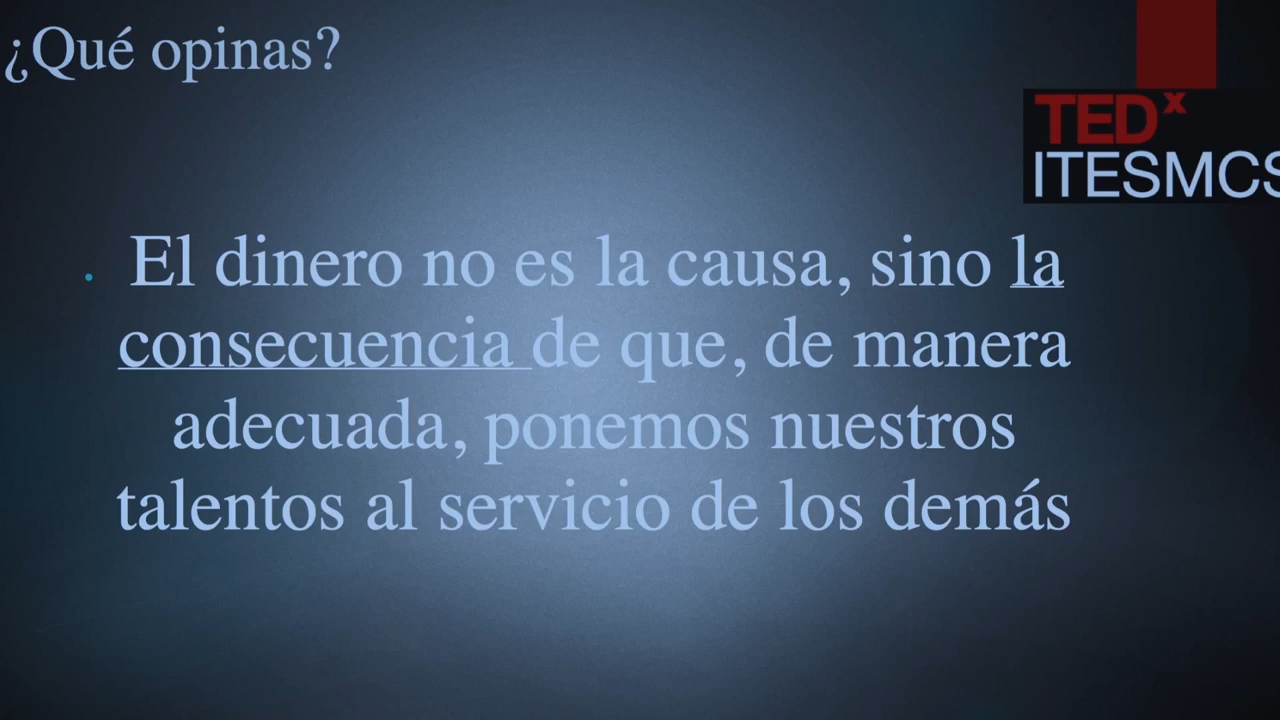 ¿Qué opinas?
TEDx
ITESMCS
• El dinero no es la causa, sino la
consecuencia de que, de manera
adecuada, ponemos nuestros
talentos al servicio de los demás